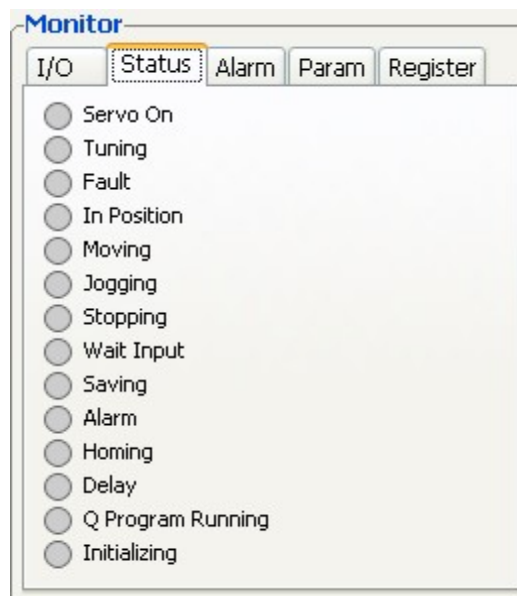 Monitor
I/O Status Alarm Param Register
Servo On
Tuning
Fault
In Position
Moving
Jogging
Stopping
Wait Input
Saving
Alarm
Homing
Delay
Q Program Running
Initializing